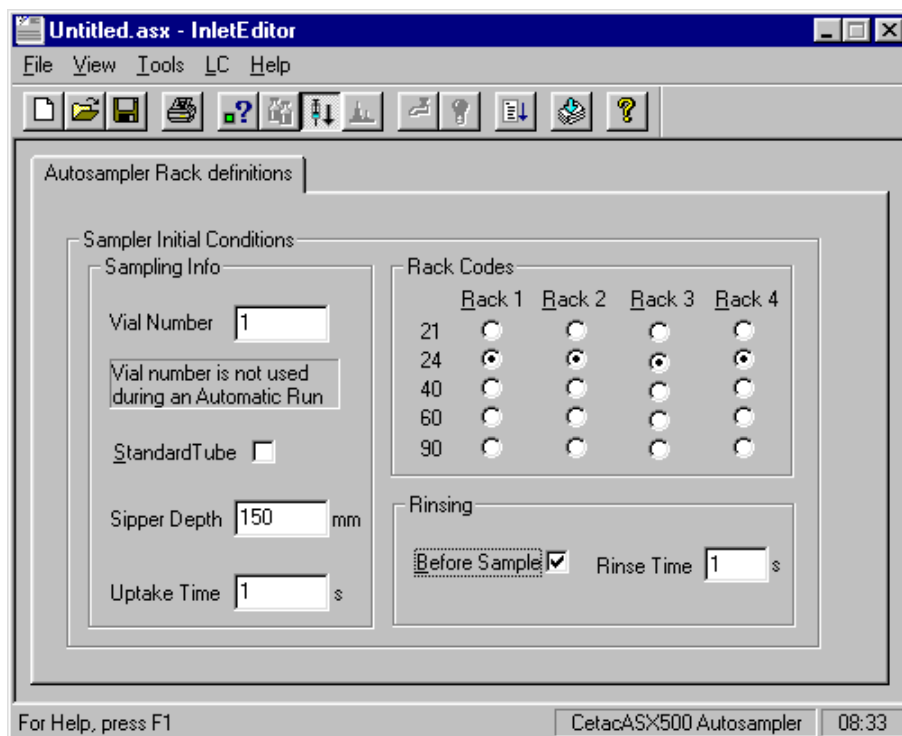 Untitled.asx - InletEditor
File View Tools LC Help
Autosampler Rack definitions
Sampler Initial Conditions
Sampling Info
Vial Number 1
Vial number is not used
during an Automatic Run
StandardTube
Sipper Depth 150 mm
Uptake Time 1 s
Rack Codes
Rack 1 Rack 2 Rack 3 Rack 4
21
24
40
60
90
Rinsing
Before Sample Rinse Time 1 s
For Help, press F1 CetacASX500 Autosampler 08:33